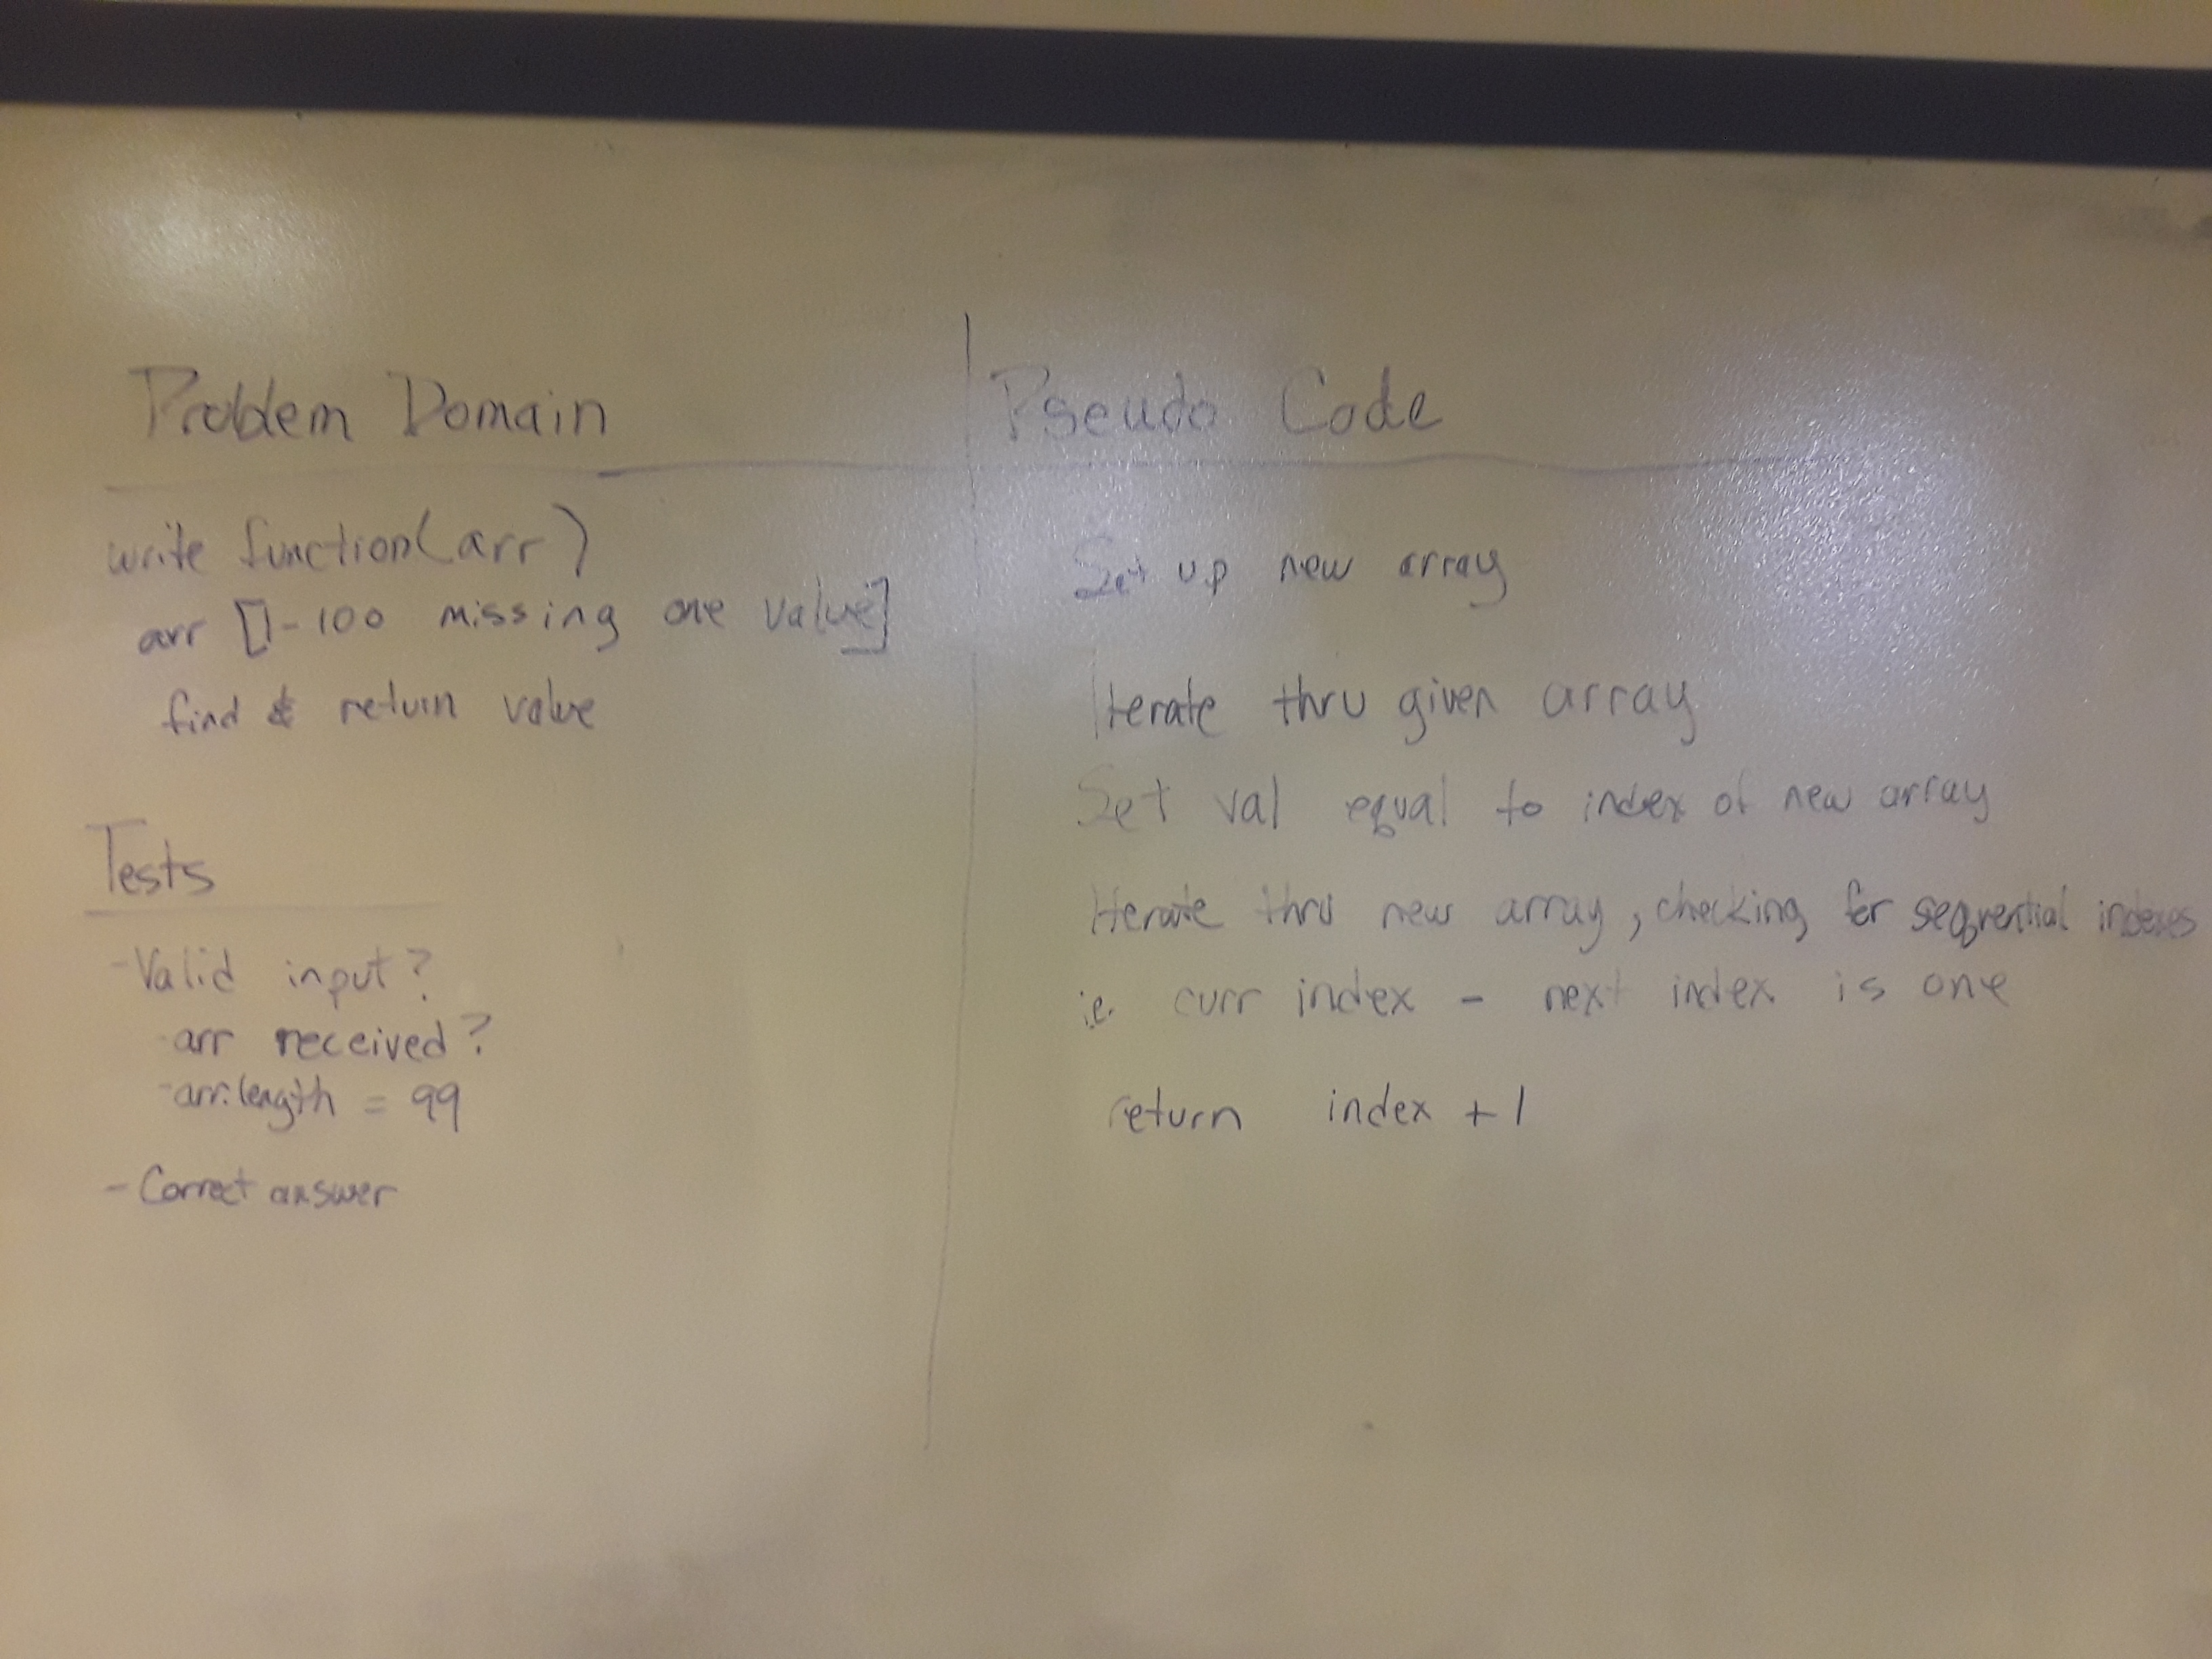 Problem Domain
write function(arr)
arr [1-100 missing one value]
find & return value
Tests
- Valid input?
- arr received?
- arr.length = 99
- Correct answer
Pseudo Code
Set up new array
Iterate thru given array
Set val equal to index of new array
Iterate thru new array, checking for sequential indexes
i.e. curr index - next index is one
return index + 1